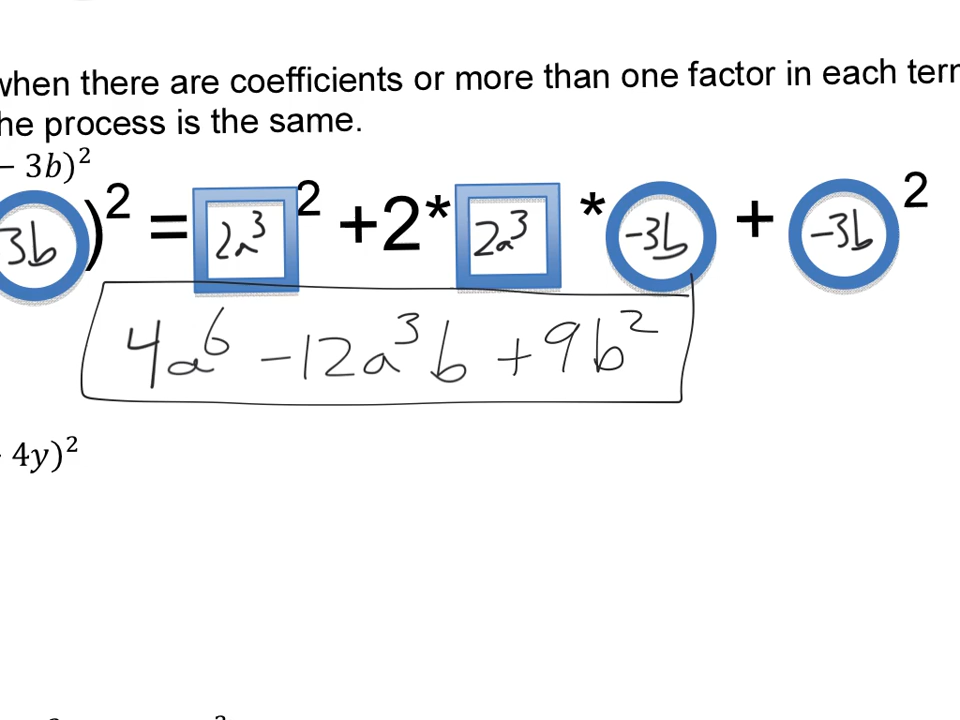 when there are coefficients or more than one factor in each term
he process is the same.
– 3b)²
3b )² = 2a³ ² +2* 2a³ * -3b + -3b ²
4a⁶ -12a³b +9b²
4y)²